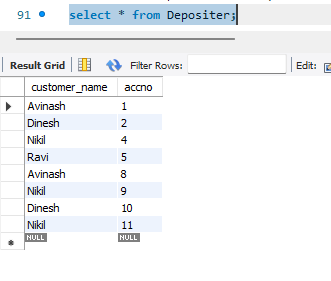 91 select * from Depositer;
Result Grid Filter Rows: Edit:
customer_name accno
Avinash 1
Dinesh 2
Nikil 4
Ravi 5
Avinash 8
Nikil 9
Dinesh 10
Nikil 11
NULL NULL